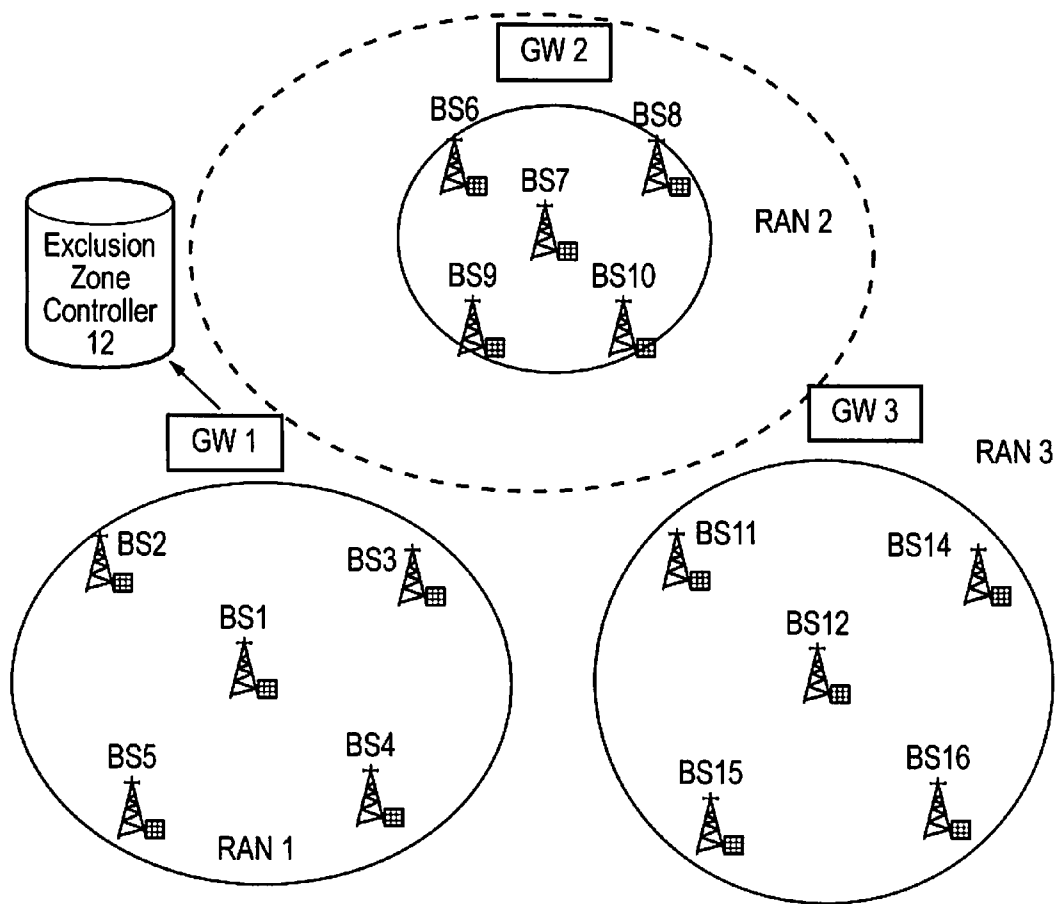 GW 2
BS6
BS8
BS7
RAN 2
Exclusion
Zone
Controller
12
BS9
BS10
GW 1
GW 3
RAN 3
BS2
BS3
BS11
BS14
BS1
BS12
BS5
BS4
BS15
BS16
RAN 1